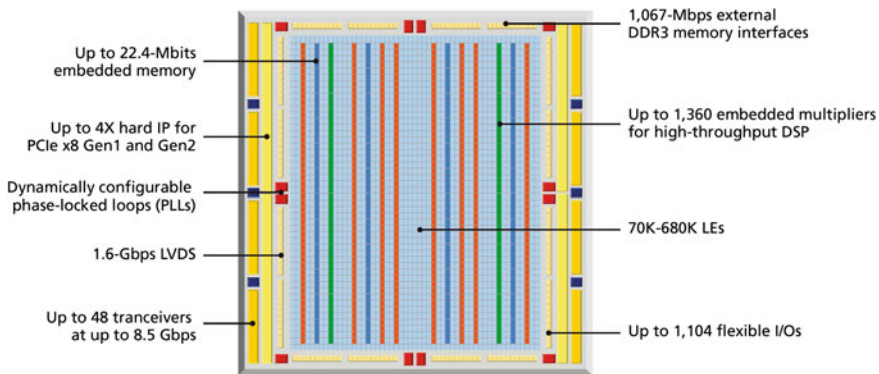 Up to 22.4-Mbits
embedded memory
Up to 4X hard IP for
PCIe x8 Gen1 and Gen2
Dynamically configurable
phase-locked loops (PLLs)
1.6-Gbps LVDS
Up to 48 tranceivers
at up to 8.5 Gbps
1,067-Mbps external
DDR3 memory interfaces
Up to 1,360 embedded multipliers
for high-throughput DSP
70K-680K LEs
Up to 1,104 flexible I/Os